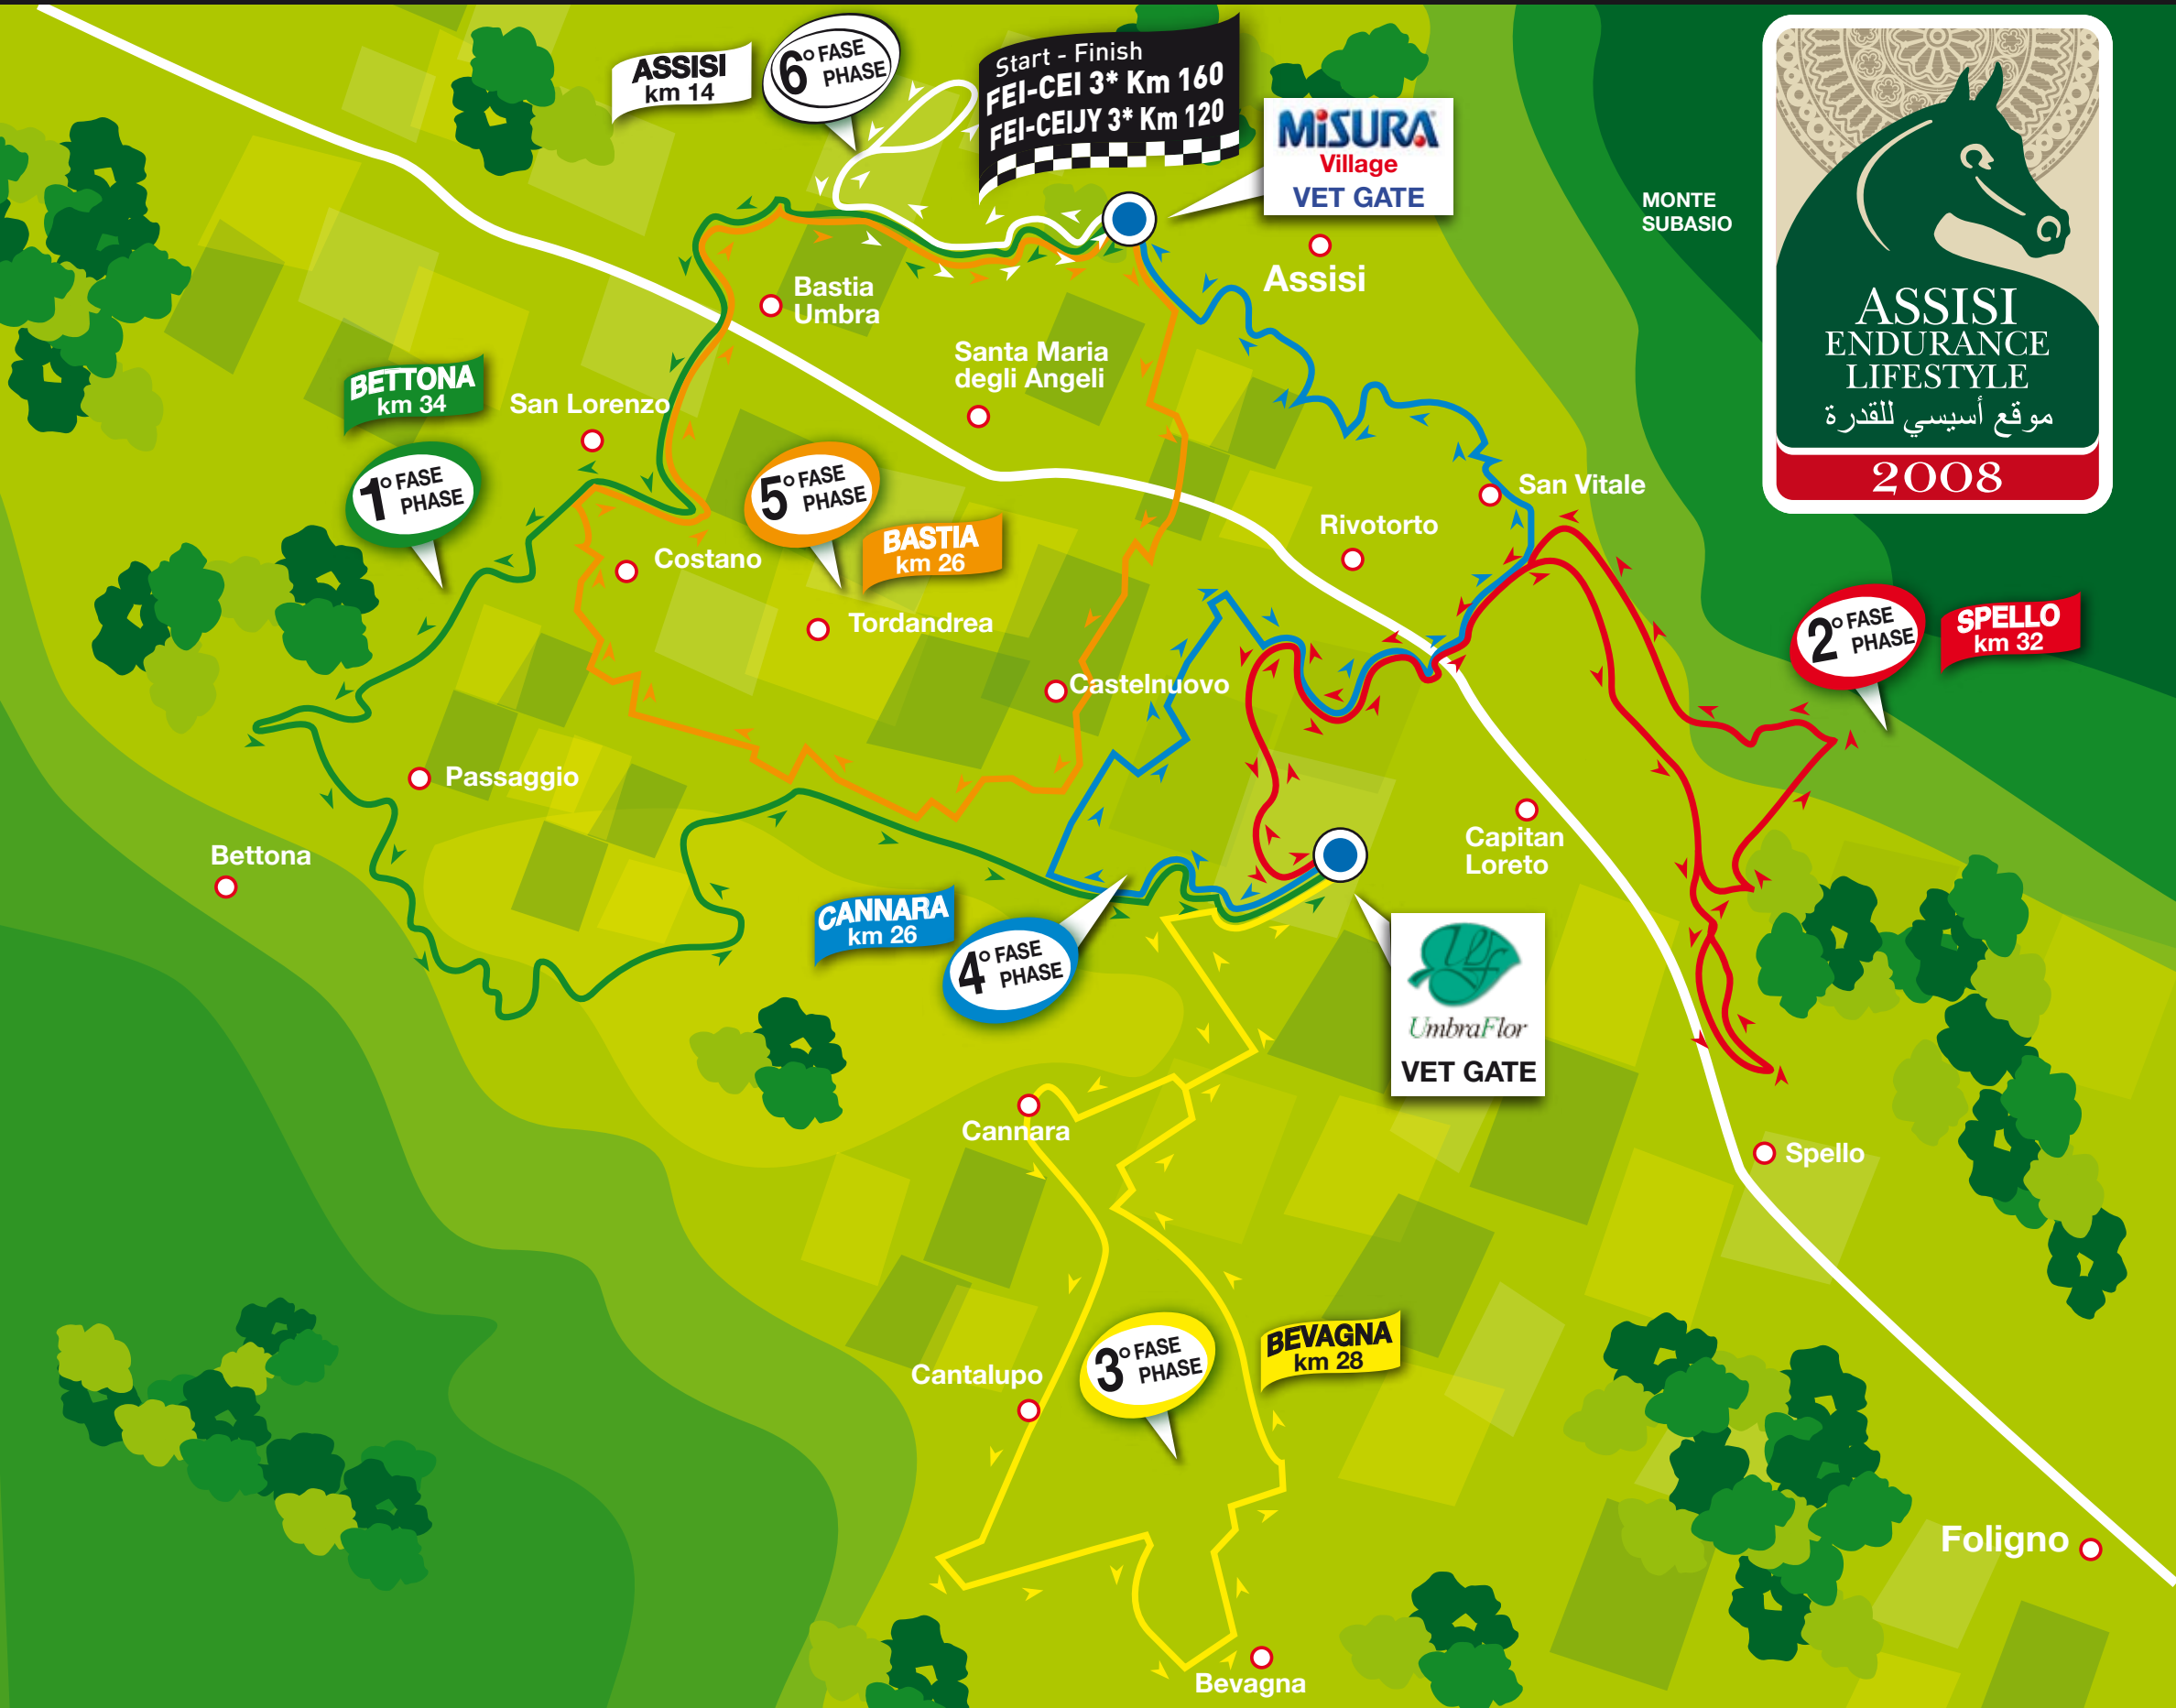 ASSISI
km 14
6° FASE
PHASE
Start - Finish
FEI-CEI 3* Km 160
FEI-CEIJY 3* Km 120
MISURA
Village
VET GATE
Assisi
MONTE
SUBASIO
ASSISI
ENDURANCE
LIFESTYLE
موقع أسيسي للقدرة
2008
Bastia
Umbra
Santa Maria
degli Angeli
BETTONA
km 34
San Lorenzo
1° FASE
PHASE
5° FASE
PHASE
BASTIA
km 26
San Vitale
Rivotorto
Costano
Tordandrea
2° FASE
PHASE
SPELLO
km 32
Castelnuovo
Passaggio
Bettona
Capitan
Loreto
CANNARA
km 26
4° FASE
PHASE
UmbraFlor
VET GATE
Cannara
Spello
Cantalupo
3° FASE
PHASE
BEVAGNA
km 28
Foligno
Bevagna